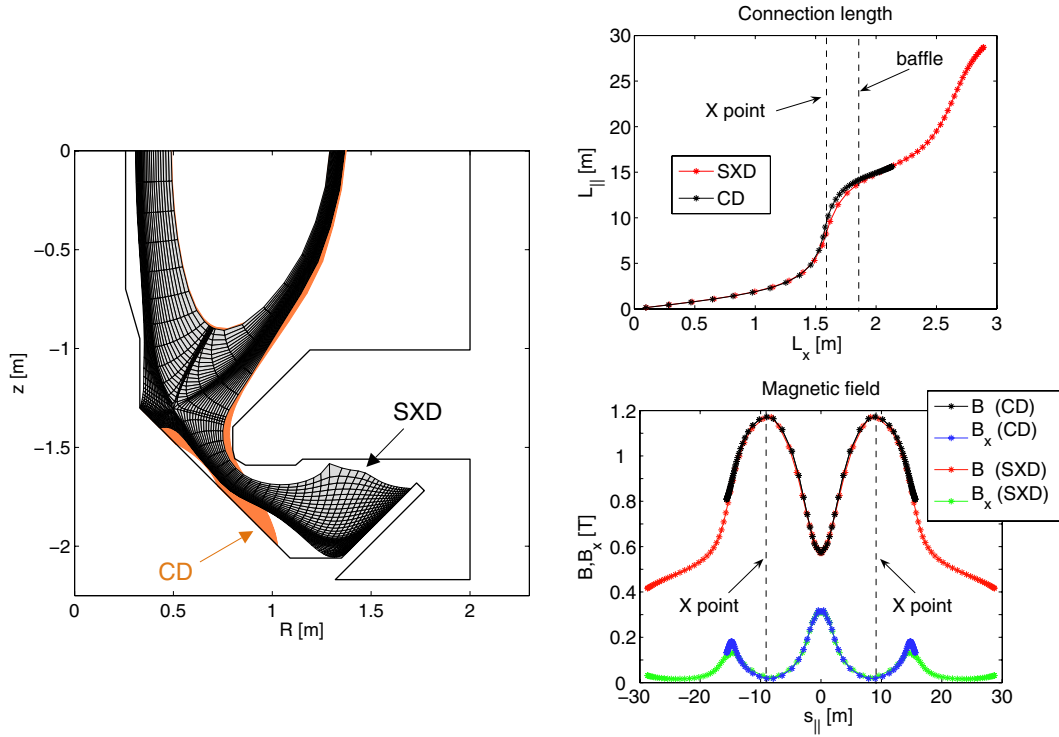 0
−0.5
−1
−1.5
−2
z [m]
0
0.5
1
1.5
2
R [m]
SXD
CD
Connection length
30
25
20
15
10
5
0
L|| [m]
X point
baffle
SXD
CD
0
0.5
1
1.5
2
2.5
3
Lx [m]
Magnetic field
1.2
1
0.8
0.6
0.4
0.2
0
B,Bx [T]
B (CD)
Bx (CD)
B (SXD)
Bx (SXD)
X point
X point
−30
−20
−10
0
10
20
30
s|| [m]